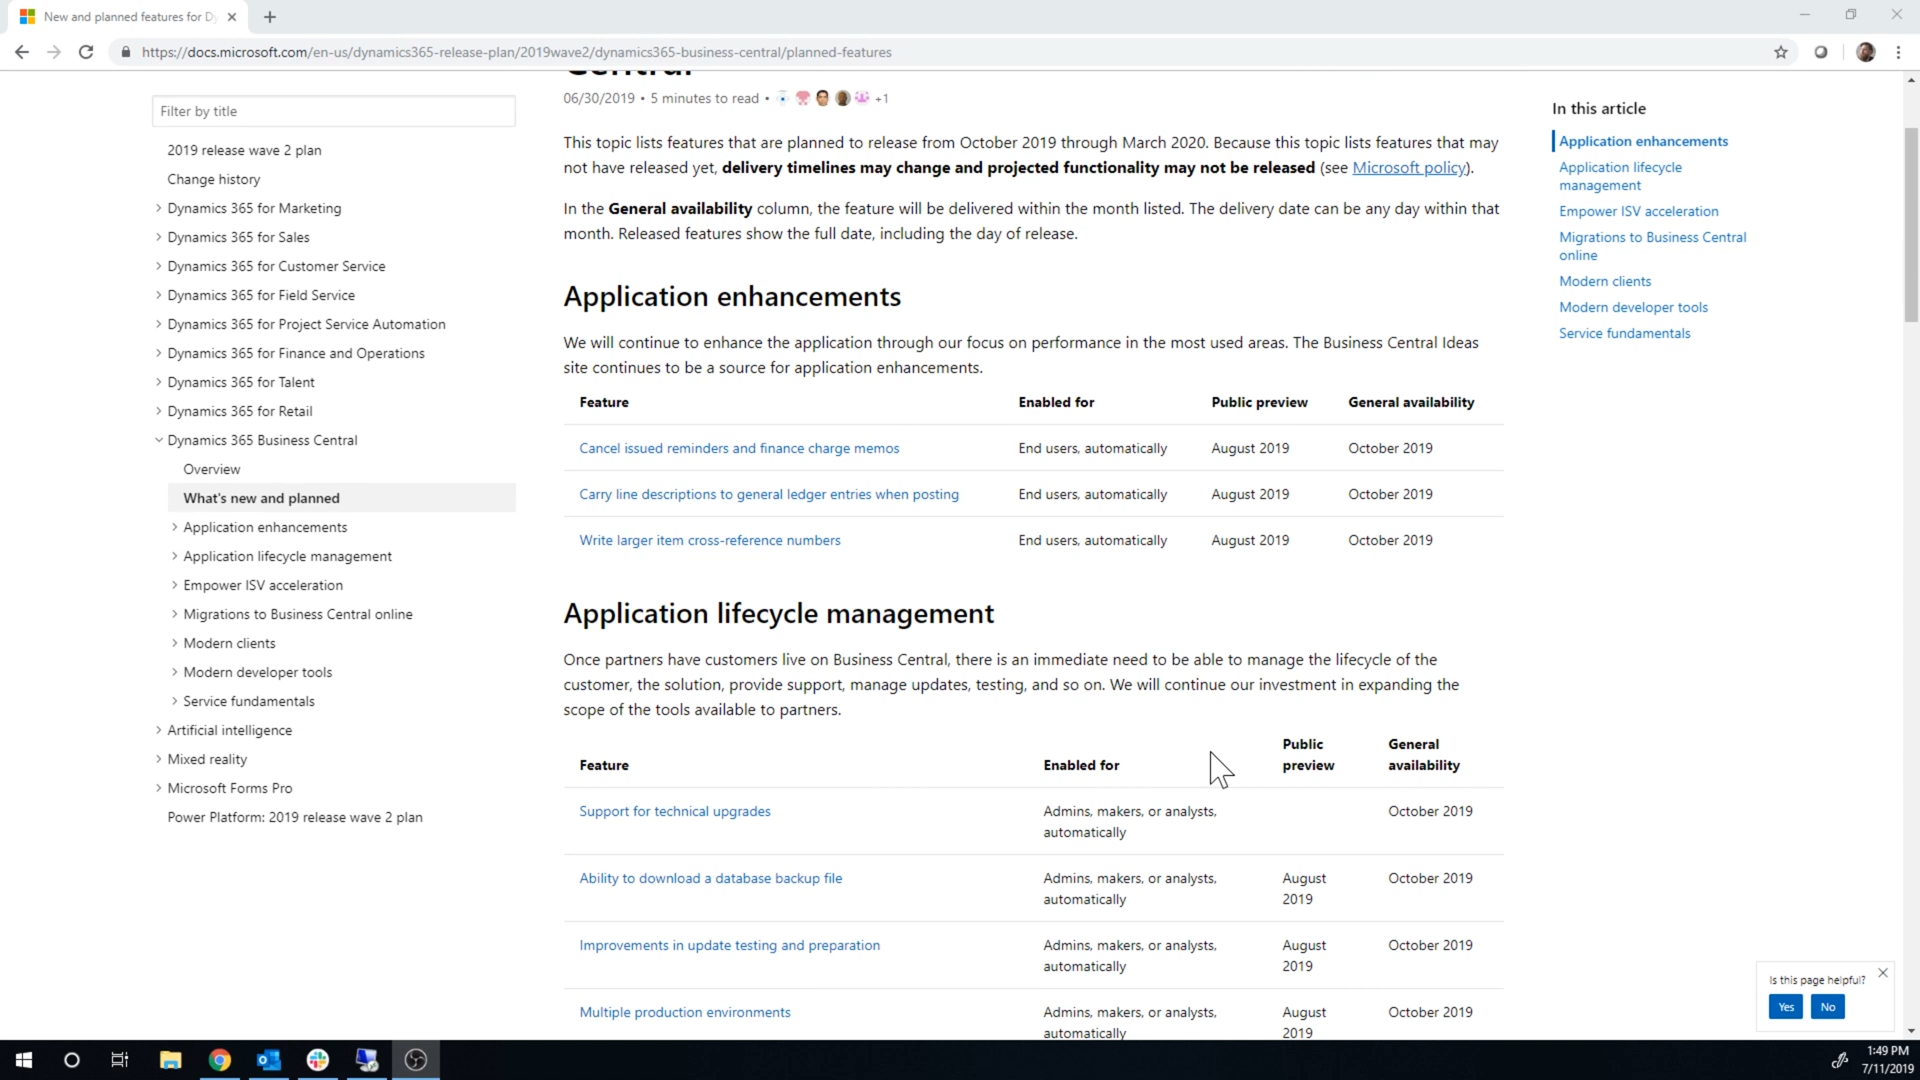 New and planned features for Dy
https://docs.microsoft.com/en-us/dynamics365-release-plan/2019wave2/dynamics365-business-central/planned-features
Filter by title
2019 release wave 2 plan
Change history
Dynamics 365 for Marketing
Dynamics 365 for Sales
Dynamics 365 for Customer Service
Dynamics 365 for Field Service
Dynamics 365 for Project Service Automation
Dynamics 365 for Finance and Operations
Dynamics 365 for Talent
Dynamics 365 for Retail
Dynamics 365 Business Central
Overview
What's new and planned
Application enhancements
Application lifecycle management
Empower ISV acceleration
Migrations to Business Central online
Modern clients
Modern developer tools
Service fundamentals
Artificial intelligence
Mixed reality
Microsoft Forms Pro
Power Platform: 2019 release wave 2 plan
Central
06/30/2019 • 5 minutes to read • +1
This topic lists features that are planned to release from October 2019 through March 2020. Because this topic lists features that may
not have released yet, delivery timelines may change and projected functionality may not be released (see Microsoft policy).
In the General availability column, the feature will be delivered within the month listed. The delivery date can be any day within that
month. Released features show the full date, including the day of release.
Application enhancements
We will continue to enhance the application through our focus on performance in the most used areas. The Business Central Ideas
site continues to be a source for application enhancements.
Feature Enabled for Public preview General availability
Cancel issued reminders and finance charge memos End users, automatically August 2019 October 2019
Carry line descriptions to general ledger entries when posting End users, automatically August 2019 October 2019
Write larger item cross-reference numbers End users, automatically August 2019 October 2019
Application lifecycle management
Once partners have customers live on Business Central, there is an immediate need to be able to manage the lifecycle of the
customer, the solution, provide support, manage updates, testing, and so on. We will continue our investment in expanding the
scope of the tools available to partners.
Public General
Feature Enabled for preview availability
Support for technical upgrades Admins, makers, or analysts, October 2019
automatically
Ability to download a database backup file Admins, makers, or analysts, August October 2019
automatically 2019
Improvements in update testing and preparation Admins, makers, or analysts, August October 2019
automatically 2019
Multiple production environments Admins, makers, or analysts, August October 2019
automatically 2019
In this article
Application enhancements
Application lifecycle
management
Empower ISV acceleration
Migrations to Business Central
online
Modern clients
Modern developer tools
Service fundamentals
Is this page helpful?
Yes No
1:49 PM
7/11/2019